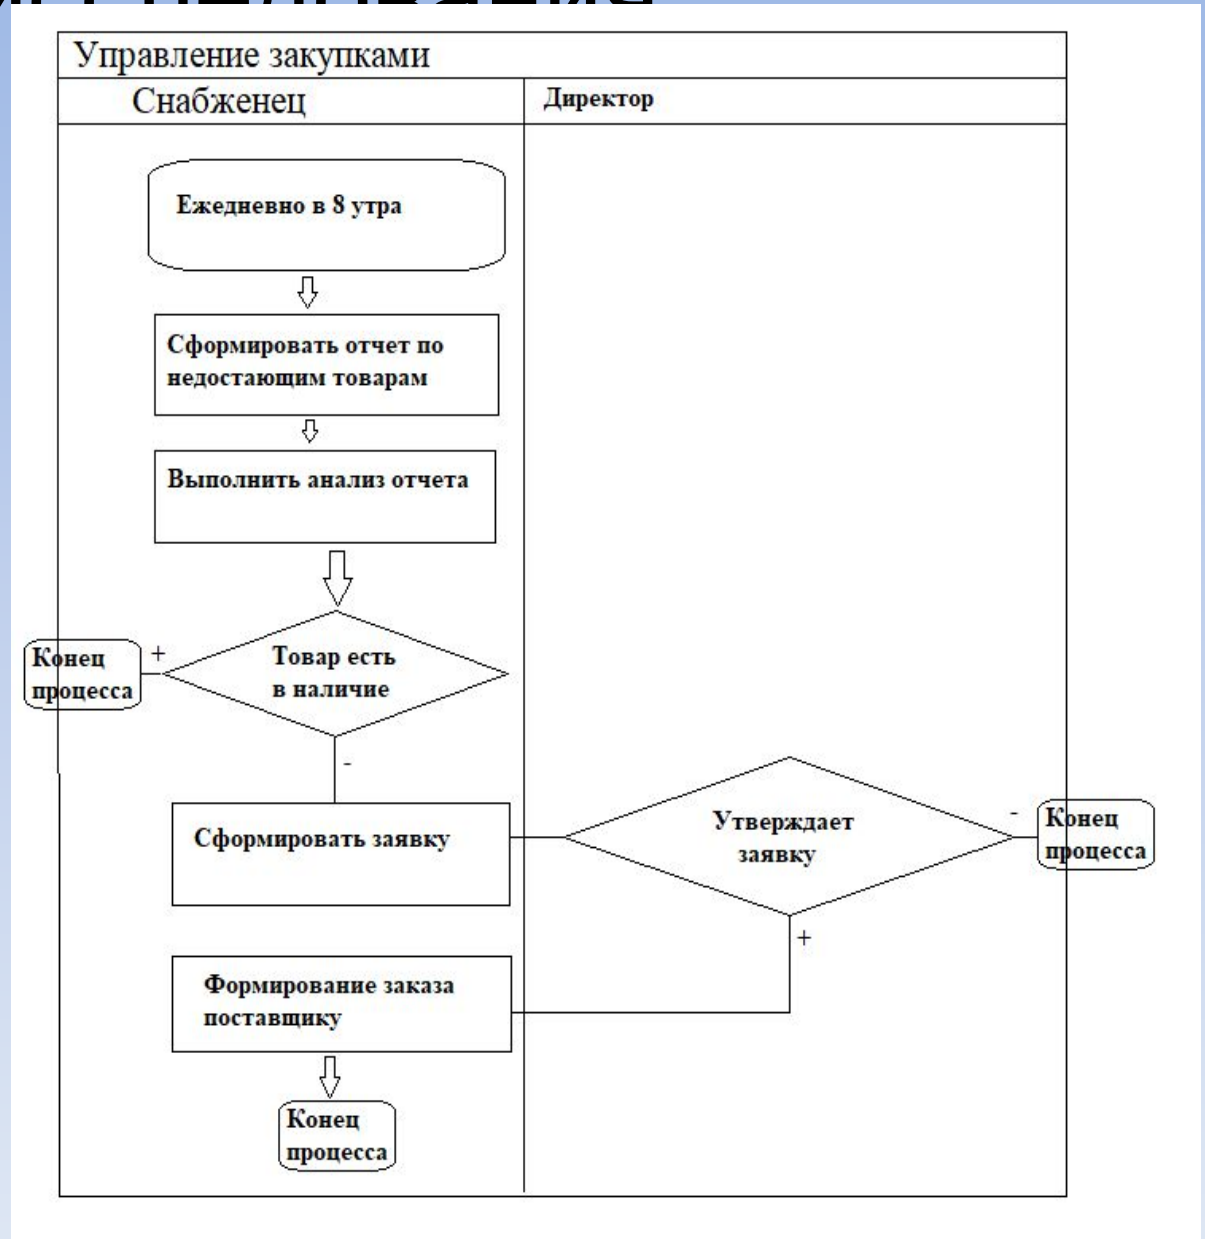 Управление закупками
Снабженец
Директор
Ежедневно в 8 утра
Сформировать отчет по
недостающим товарам
Выполнить анализ отчета
Товар есть
в наличие
+
Конец
процесса
-
Сформировать заявку
Утверждает
заявку
-
Конец
процесса
+
Формирование заказа
поставщику
Конец
процесса